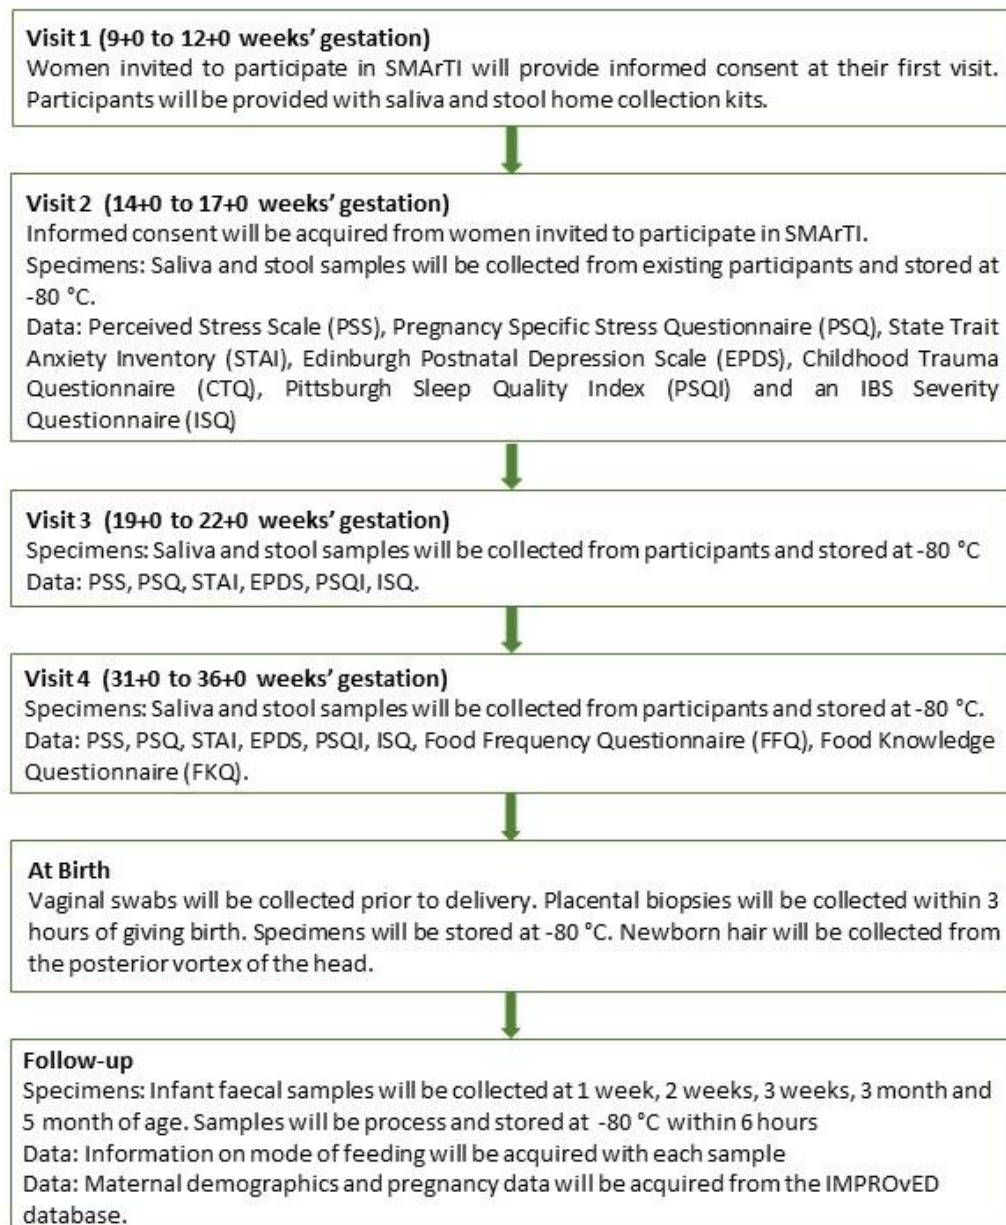 Visit 1 (9+0 to 12+0 weeks' gestation)
Women invited to participate in SMArTI will provide informed consent at their first visit.
Participants will be provided with saliva and stool home collection kits.
Visit 2 (14+0 to 17+0 weeks' gestation)
Informed consent will be acquired from women invited to participate in SMArTI.
Specimens: Saliva and stool samples will be collected from existing participants and stored at
-80 °C.
Data: Perceived Stress Scale (PSS), Pregnancy Specific Stress Questionnaire (PSQ), State Trait
Anxiety Inventory (STAI), Edinburgh Postnatal Depression Scale (EPDS), Childhood Trauma
Questionnaire (CTQ), Pittsburgh Sleep Quality Index (PSQI) and an IBS Severity
Questionnaire (ISQ)
Visit 3 (19+0 to 22+0 weeks' gestation)
Specimens: Saliva and stool samples will be collected from participants and stored at -80 °C
Data: PSS, PSQ, STAI, EPDS, PSQI, ISQ.
Visit 4 (31+0 to 36+0 weeks' gestation)
Specimens: Saliva and stool samples will be collected from participants and stored at -80 °C.
Data: PSS, PSQ, STAI, EPDS, PSQI, ISQ, Food Frequency Questionnaire (FFQ), Food Knowledge
Questionnaire (FKQ).
At Birth
Vaginal swabs will be collected prior to delivery. Placental biopsies will be collected within 3
hours of giving birth. Specimens will be stored at -80 °C. Newborn hair will be collected from
the posterior vortex of the head.
Follow-up
Specimens: Infant faecal samples will be collected at 1 week, 2 weeks, 3 weeks, 3 month and
5 month of age. Samples will be process and stored at -80 °C within 6 hours
Data: Information on mode of feeding will be acquired with each sample
Data: Maternal demographics and pregnancy data will be acquired from the IMPROvED
database.